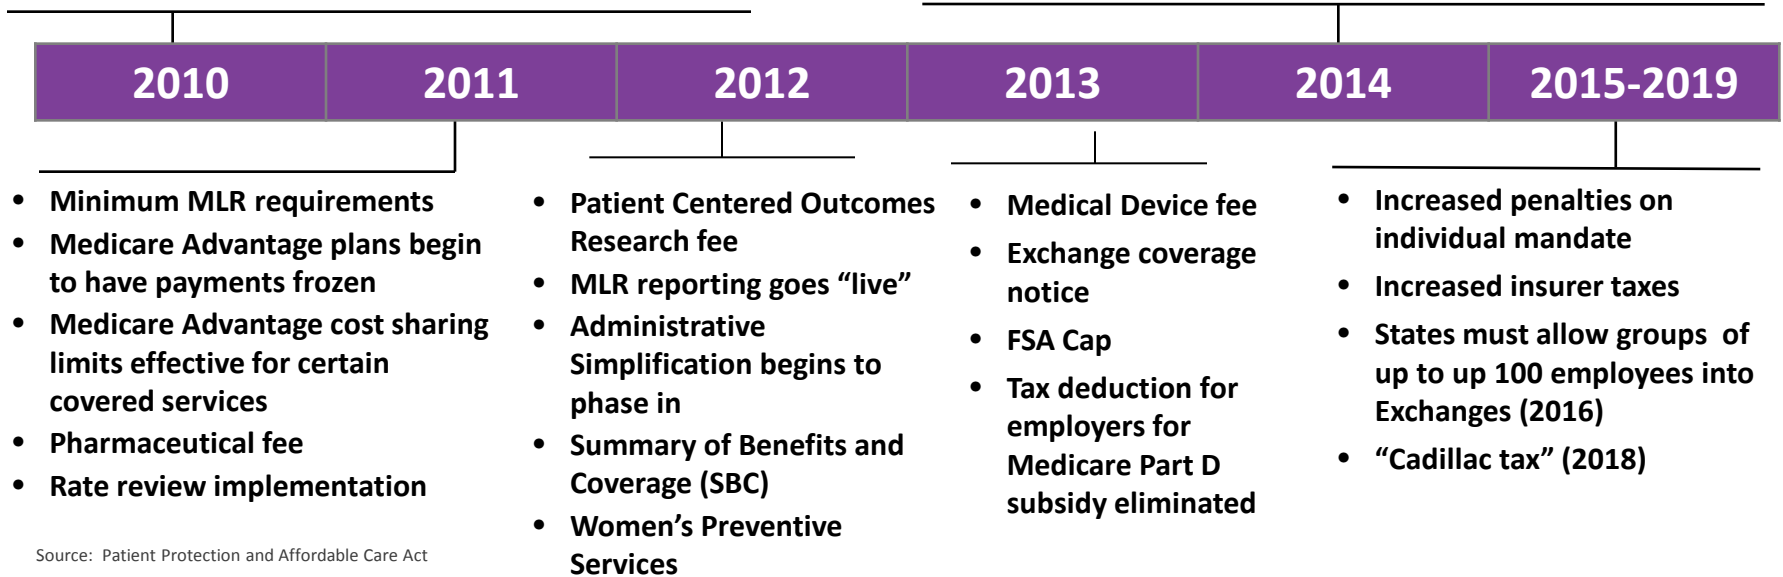 2010 2011 2012 2013 2014 2015-2019
• Minimum MLR requirements
• Medicare Advantage plans begin
to have payments frozen
• Medicare Advantage cost sharing
limits effective for certain
covered services
• Pharmaceutical fee
• Rate review implementation
• Patient Centered Outcomes
Research fee
• MLR reporting goes “live”
• Administrative
Simplification begins to
phase in
• Summary of Benefits and
Coverage (SBC)
• Women’s Preventive
Services
• Medical Device fee
• Exchange coverage
notice
• FSA Cap
• Tax deduction for
employers for
Medicare Part D
subsidy eliminated
• Increased penalties on
individual mandate
• Increased insurer taxes
• States must allow groups of
up to up 100 employees into
Exchanges (2016)
• “Cadillac tax” (2018)
Source: Patient Protection and Affordable Care Act